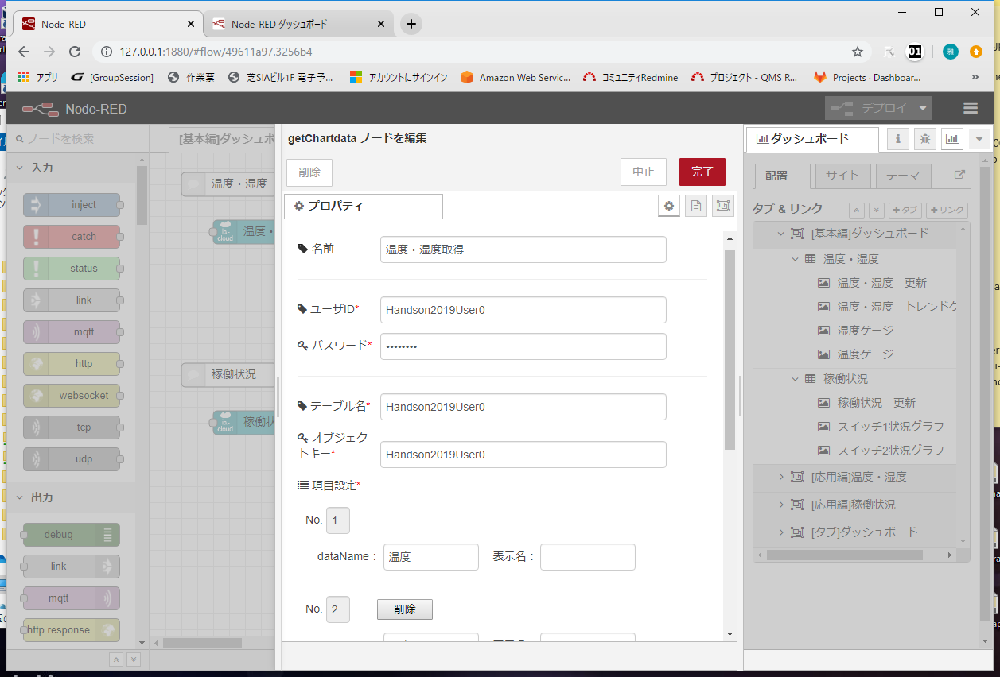 Node-RED
Node-RED ダッシュボード
127.0.0.1:1880/#flow/49611a97.3256b4
01
雅
アプリ
[GroupSession]
作業票
芝SIAビル1F 電子予...
アカウントにサインイン
Amazon Web Servic...
コミュニティRedmine
プロジェクト - QMS R...
Projects · Dashboar...
»
Node-RED
デプロイ
ノードを検索
入力
inject
catch
status
link
mqtt
http
websocket
tcp
udp
出力
debug
link
mqtt
http response
[基本編]ダッシュボ
温度・湿度
is-cloud
温度・
稼働状況
is-cloud
稼働状
getChartdata ノードを編集
削除
中止
完了
プロパティ
名前
温度・湿度取得
ユーザID*
Handson2019User0
パスワード*
••••••••
テーブル名*
Handson2019User0
オブジェク
トキー*
Handson2019User0
項目設定*
No.
1
dataName：
温度
表示名：
No.
2
削除
ダッシュボード
配置
サイト
テーマ
タブ & リンク
+タブ
+リンク
[基本編]ダッシュボード
温度・湿度
温度・湿度　更新
温度・湿度　トレンドク
湿度ゲージ
温度ゲージ
稼働状況
稼働状況　更新
スイッチ1状況グラフ
スイッチ2状況グラフ
[応用編]温度・湿度
[応用編]稼働状況
[タブ]ダッシュボード